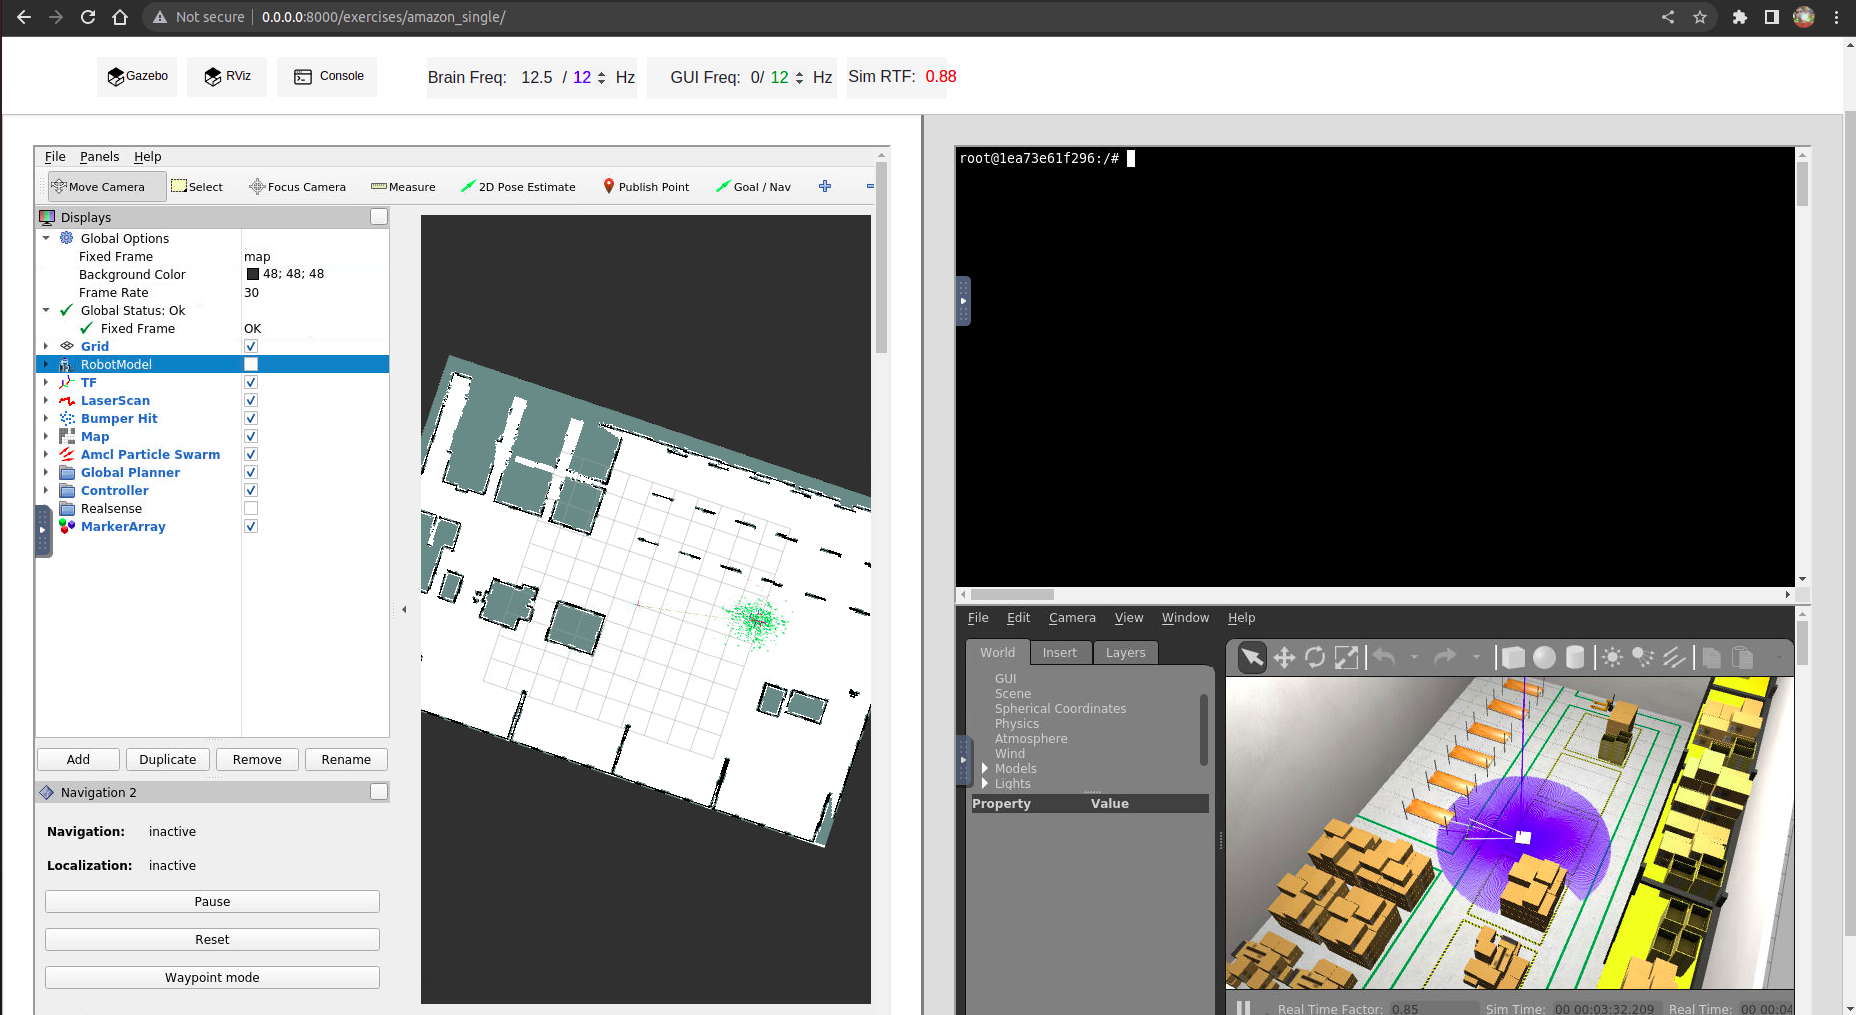 Not secure | 0.0.0.0:8000/exercises/amazon_single/
Gazebo RViz Console Brain Freq: 12.5 / 12 Hz GUI Freq: 0/ 12 Hz Sim RTF: 0.88
File Panels Help
Move Camera Select Focus Camera Measure 2D Pose Estimate Publish Point Goal / Nav
Displays
Global Options
Fixed Frame map
Background Color 48; 48; 48
Frame Rate 30
Global Status: Ok
Fixed Frame OK
Grid
RobotModel
TF
LaserScan
Bumper Hit
Map
Amcl Particle Swarm
Global Planner
Controller
Realsense
MarkerArray
Add Duplicate Remove Rename
Navigation 2
Navigation: inactive
Localization: inactive
Pause
Reset
Waypoint mode
root@1ea73e61f296:/#
File Edit Camera View Window Help
World Insert Layers
GUI
Scene
Spherical Coordinates
Physics
Atmosphere
Wind
Models
Lights
Property Value
Real Time Factor: 0.85 Sim Time: 00 00:03:32.209 Real Time: 00 00:04